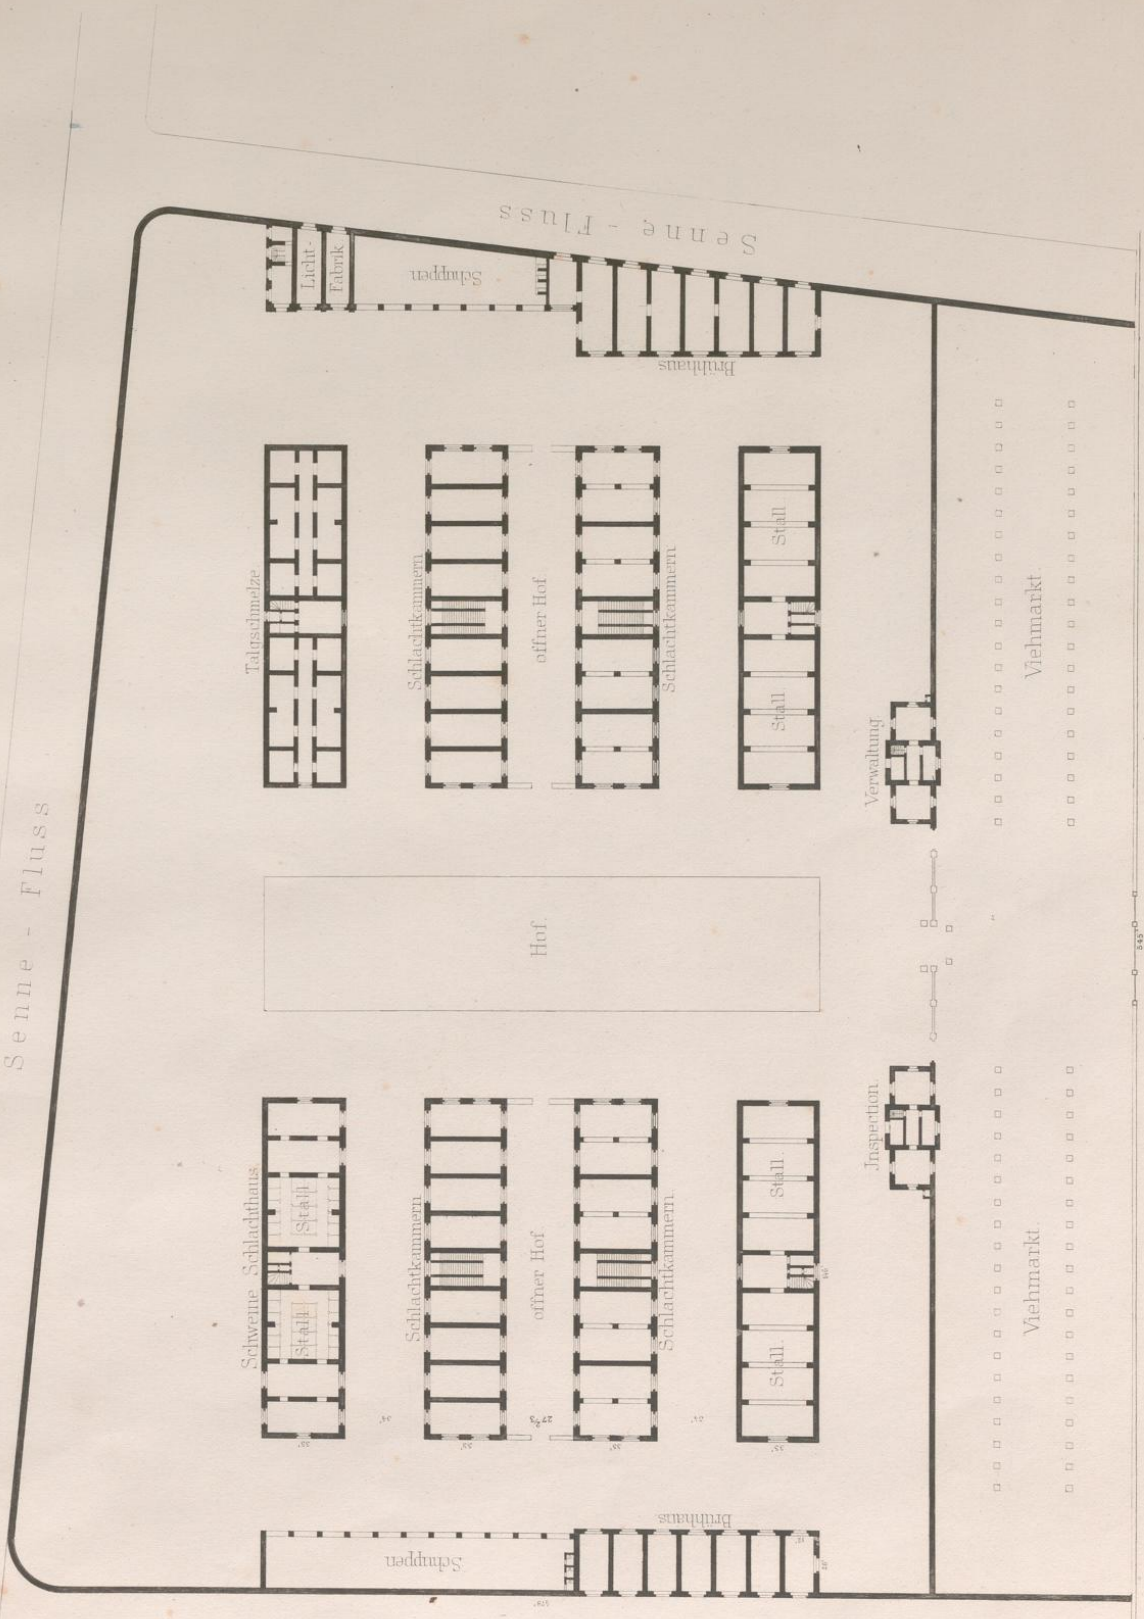 Senne-Fluss
Senne - Fluss
Licht-
Fabrik
Schuppen
Brühhaus
Talgschmelze
Schlachtkammern
offner Hof
Schlachtkammern
Stall
Stall
Verwaltung
Viehmarkt.
Hof.
Schweine Schlachthaus
Stall
Stall
Schlachtkammern
offner Hof
Schlachtkammern
Stall
Stall.
Jnspection
Viehmarkt.
Schuppen
Brühhaus